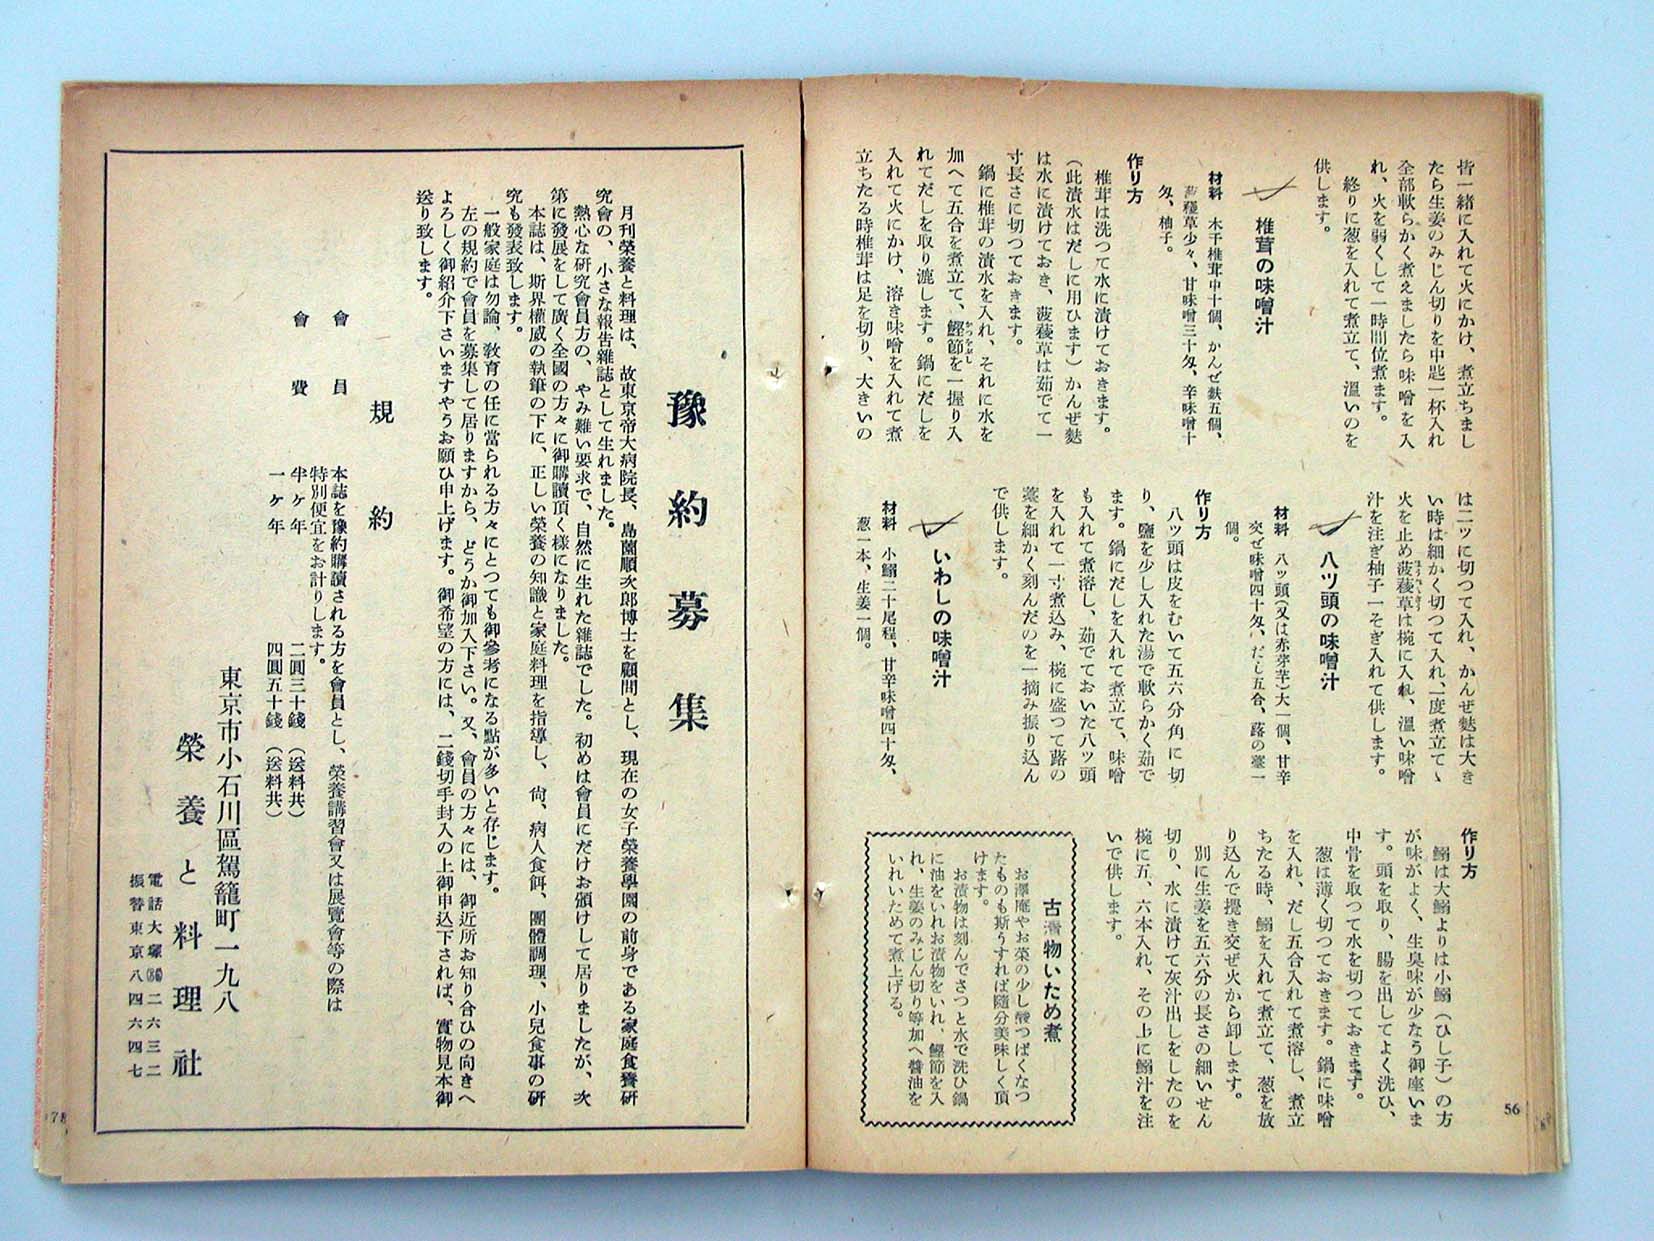 皆一緒に入れて火にかけ、煮立ちまし
たら生姜のみじん切りを中匙一杯入れ
全部軟らかく煮えましたら味噌を入
れ、火を弱くして一時間位煮ます。
終りに葱を入れて煮立て、溫いのを
供します。
椎茸の味噌汁
材料　木干椎茸中十個、かんぜ麩五個、
菠薐草少々、甘味噌三十匁、辛味噌十
匁、柚子。
作り方
椎茸は洗つて水に漬けておきます。
（此漬水はだしに用ひます）かんぜ麩
は水に漬けておき、菠薐草は茹でて一
寸長さに切つておきます。
鍋に椎茸の漬水を入れ、それに水を
加へて五合を煮立て、鰹節を一握り入
れてだしを取り漉します。鍋にだしを
入れて火にかけ、溶き味噌を入れて煮
立ちたる時椎茸は足を切り、大きいの
は二ツに切つて入れ、かんぜ麩は大き
い時は細かく切つて入れ、一度煮立てゝ
火を止め菠薐草は椀に入れ、溫い味噌
汁を注ぎ柚子一そぎ入れて供します。
八ツ頭の味噌汁
材料　八ッ頭（又は赤芽芋）大一個、甘辛
交ぜ味噌四十匁、だし五合、蕗の薹一
個。
作り方
八ツ頭は皮をむいて五六分角に切
り、鹽を少し入れた湯で軟らかく茹で
ます。鍋にだしを入れて煮立て、味噌
も入れて煮溶し、茹でておいた八ッ頭
を入れて一寸煮込み、椀に盛つて蕗の
薹を細かく刻んだのを一摘み振り込ん
で供します。
いわしの味噌汁
材料　小鰯二十尾程、甘辛味噌四十匁、
葱一本、生姜一個。
作り方
鰯は大鰯よりは小鰯（ひし子）の方
が味がよく、生臭味が少なう御座いま
す。頭を取り、腸を出してよく洗ひ、
中骨を取つて水を切つておきます。
葱は薄く切つておきます。鍋に味噌
を入れ、だし五合入れて煮溶し、煮立
ちたる時、鰯を入れて煮立て、葱を放
り込んで攪き交ぜ火から卸します。
別に生姜を五六分の長さの細いせん
切り、水に漬けて灰汁出しをしたのを
椀に五、六本入れ、その上に鰯汁を注
いで供します。
古漬物いため煮
お澤庵やお菜の少し酸つぱくなつ
たものも斯うすれば隨分美味しく頂
けます。
お漬物は刻んでさつと水で洗ひ鍋
に油をいれお漬物をいれ、鰹節を入
れ、生姜のみじん切り等加へ醬油を
いれいためて煮上げる。
56
豫約募集
月刊榮養と料理は、故東京帝大病院長、島薗順次郎博士を顧問とし、現在の女子榮養學園の前身である家庭食養研
究會の、小さな報告雜誌として生れました。
熱心な研究會員方の、やみ難い要求で、自然に生れた雜誌でした。初めは會員にだけお頒けして居りましたが、次
第に發展をして廣く全國の方々に御購讀頂く樣になりました。
本誌は、斯界權威の執筆の下に、正しい榮養の知識と家庭料理を指導し、尙、病人食餌、團體調理、小兒食事の研
究も發表致します。
一般家庭は勿論、敎育の任に當られる方々にとつても御參考になる點が多いと存じます。
左の規約で會員を募集して居りますから、どうか御加入下さい。又、會員の方々には、御近所お知り合ひの向きへ
よろしく御紹介下さいますやうお願ひ申上げます。御希望の方には、二錢切手封入の上御申込下されば、實物見本御
送り致します。
規約
會員　本誌を豫約購讀される方を會員とし、榮養講習會又は展覽會等の際は
特別便宜をお計りします。
會費　半ケ年　二圓三十錢（送料共）
一ケ年　四圓五十錢（送料共）
東京市小石川區駕籠町一九八
榮養と料理社
電話大塚二六三二
振替東京八四六四七
78